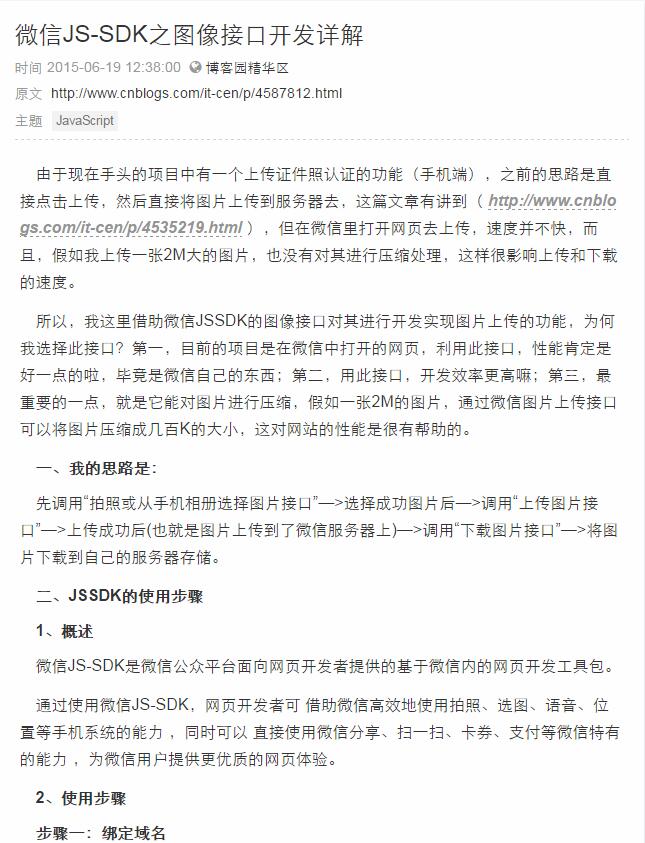 微信JS-SDK之图像接口开发详解
时间 2015-06-19 12:38:00 博客园精华区
原文 http://www.cnblogs.com/it-cen/p/4587812.html
主题 JavaScript
由于现在手头的项目中有一个上传证件照认证的功能（手机端），之前的思路是直
接点击上传，然后直接将图片上传到服务器去，这篇文章有讲到（ http://www.cnblo
gs.com/it-cen/p/4535219.html ），但在微信里打开网页去上传，速度并不快，而
且，假如我上传一张2M大的图片，也没有对其进行压缩处理，这样很影响上传和下载
的速度。
所以，我这里借助微信JSSDK的图像接口对其进行开发实现图片上传的功能，为何
我选择此接口？第一，目前的项目是在微信中打开的网页，利用此接口，性能肯定是
好一点的啦，毕竟是微信自己的东西；第二，用此接口，开发效率更高嘛；第三，最
重要的一点，就是它能对图片进行压缩，假如一张2M的图片，通过微信图片上传接口
可以将图片压缩成几百K的大小，这对网站的性能是很有帮助的。
一、我的思路是：
先调用“拍照或从手机相册选择图片接口”—>选择成功图片后—>调用“上传图片接
口”—>上传成功后(也就是图片上传到了微信服务器上)—>调用“下载图片接口”—>将图
片下载到自己的服务器存储。
二、JSSDK的使用步骤
1、概述
微信JS-SDK是微信公众平台面向网页开发者提供的基于微信内的网页开发工具包。
通过使用微信JS-SDK，网页开发者可 借助微信高效地使用拍照、选图、语音、位
置等手机系统的能力 ，同时可以 直接使用微信分享、扫一扫、卡券、支付等微信特有
的能力 ，为微信用户提供更优质的网页体验。
2、使用步骤
步骤一：绑定域名